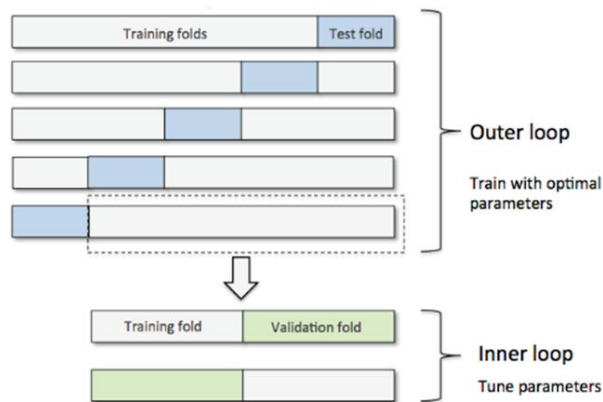 Training folds
Test fold
Outer loop
Train with optimal
parameters
Training fold
Validation fold
Inner loop
Tune parameters